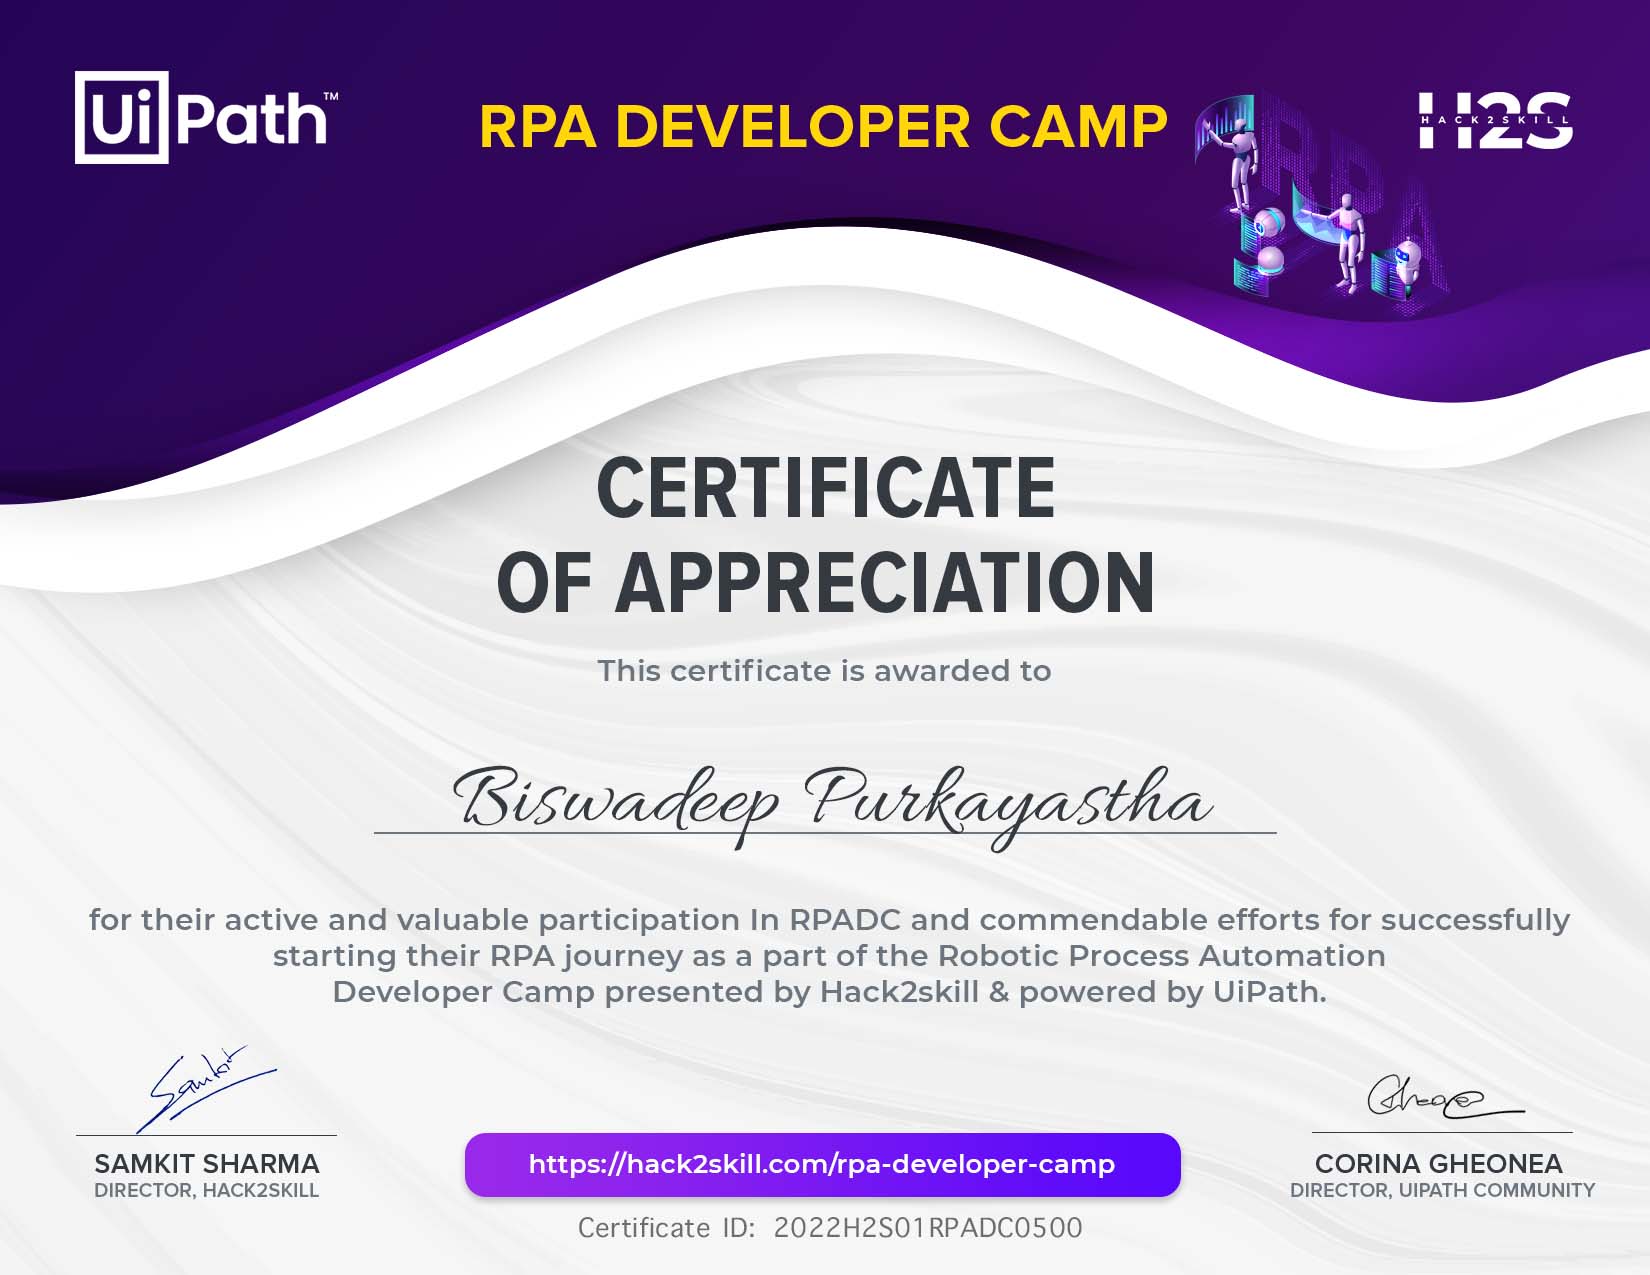 UiPath™
RPA DEVELOPER CAMP
H2S
HACK2SKILL
RPA
CERTIFICATE
OF APPRECIATION
This certificate is awarded to
Biswadeep Purkayastha
for their active and valuable participation In RPADC and commendable efforts for successfully
starting their RPA journey as a part of the Robotic Process Automation
Developer Camp presented by Hack2skill & powered by UiPath.
Samkit
SAMKIT SHARMA
DIRECTOR, HACK2SKILL
https://hack2skill.com/rpa-developer-camp
Certificate ID: 2022H2S01RPADC0500
CORINA GHEONEA
DIRECTOR, UIPATH COMMUNITY